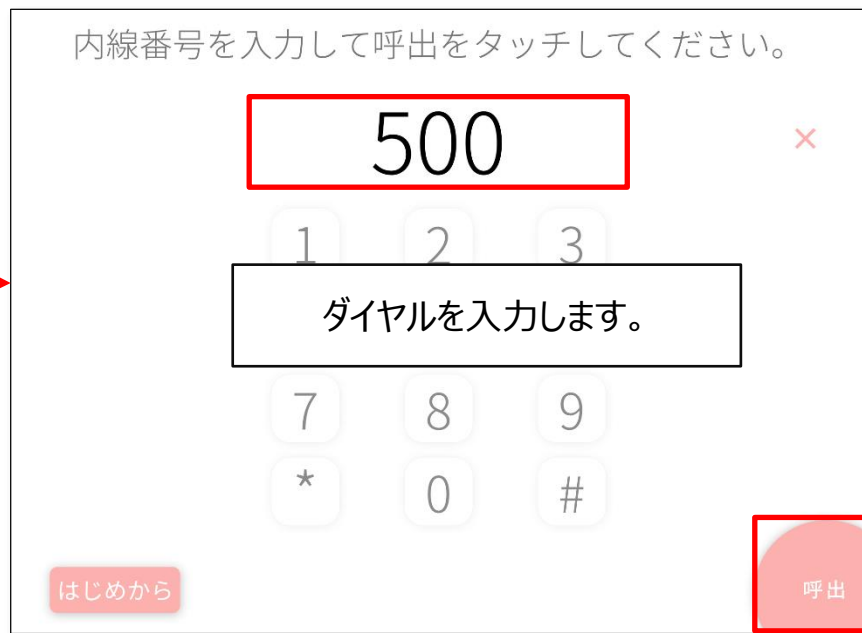 内線番号を入力して呼出をタッチしてください。
500
×
1 2 3
ダイヤルを入力します。
7 8 9
* 0 #
はじめから
呼出